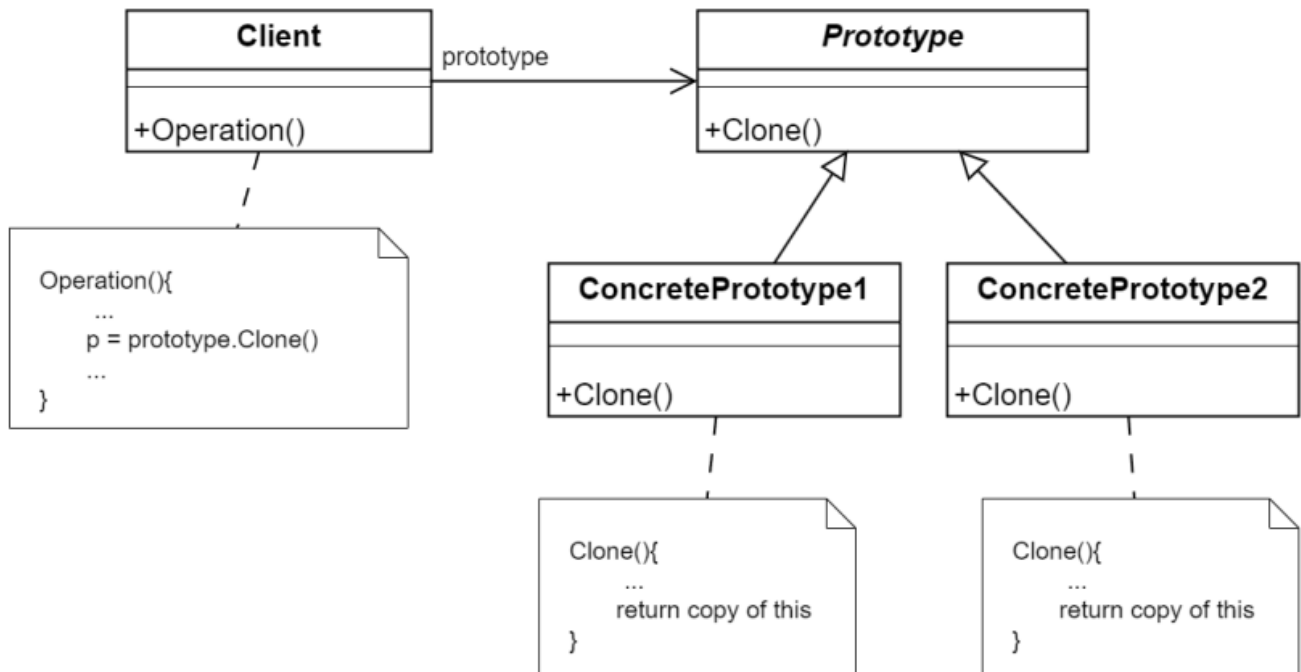 Client
+Operation()
prototype
Prototype
+Clone()
Operation(){
...
p = prototype.Clone()
...
}
ConcretePrototype1
+Clone()
ConcretePrototype2
+Clone()
Clone(){
...
return copy of this
}
Clone(){
...
return copy of this
}